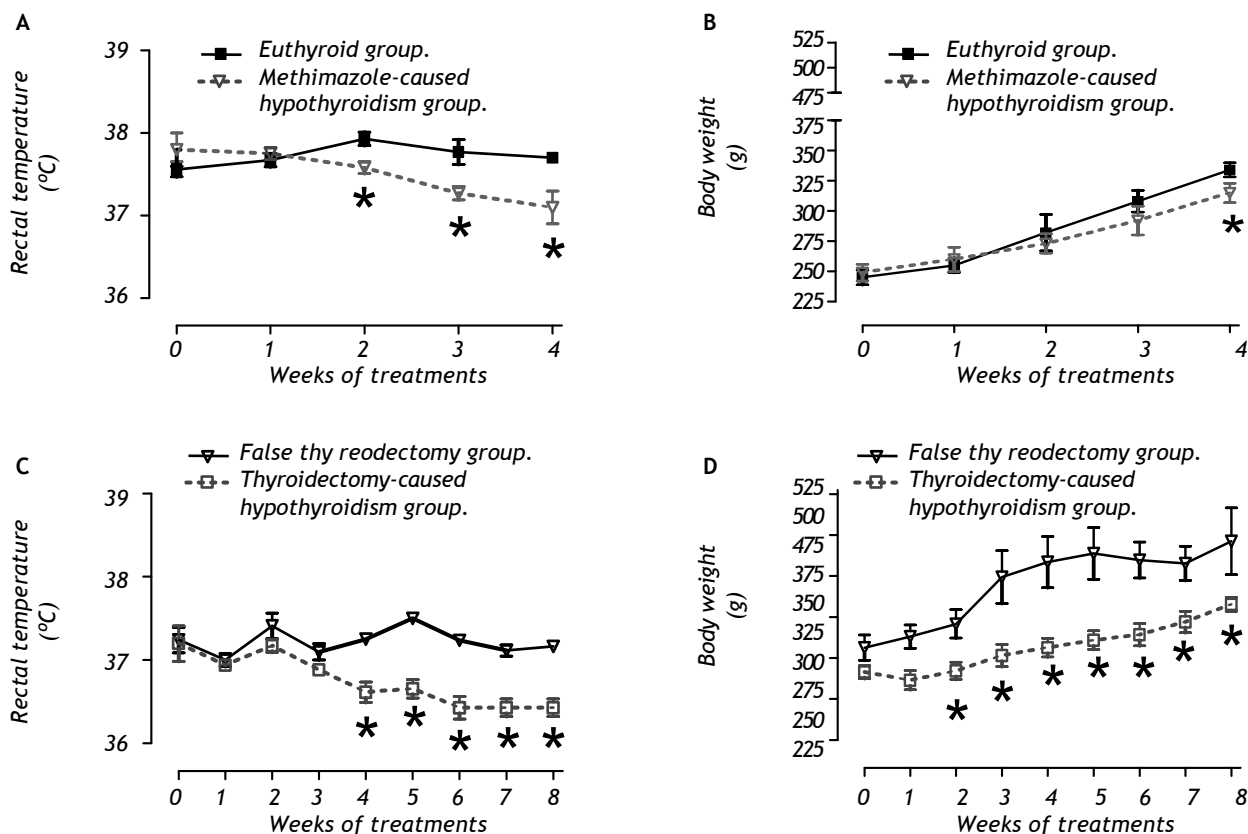 A
39
38
37
36
Rectal temperature
(ºC)
Euthyroid group.
Methimazole-caused
hypothyroidism group.
*
*
*
0 1 2 3 4
Weeks of treatments
B
525
500
475
375
350
325
300
275
250
225
Body weight
(g)
Euthyroid group.
Methimazole-caused
hypothyroidism group.
*
0 1 2 3 4
Weeks of treatments
C
39
38
37
36
Rectal temperature
(ºC)
False thy reodectomy group.
Thyroidectomy-caused
hypothyroidism group.
*
*
*
*
*
0 1 2 3 4 5 6 7 8
Weeks of treatments
D
525
500
475
375
350
325
300
275
250
225
Body weight
(g)
False thy reodectomy group.
Thyroidectomy-caused
hypothyroidism group.
*
*
*
*
*
*
*
0 1 2 3 4 5 6 7 8
Weeks of treatments